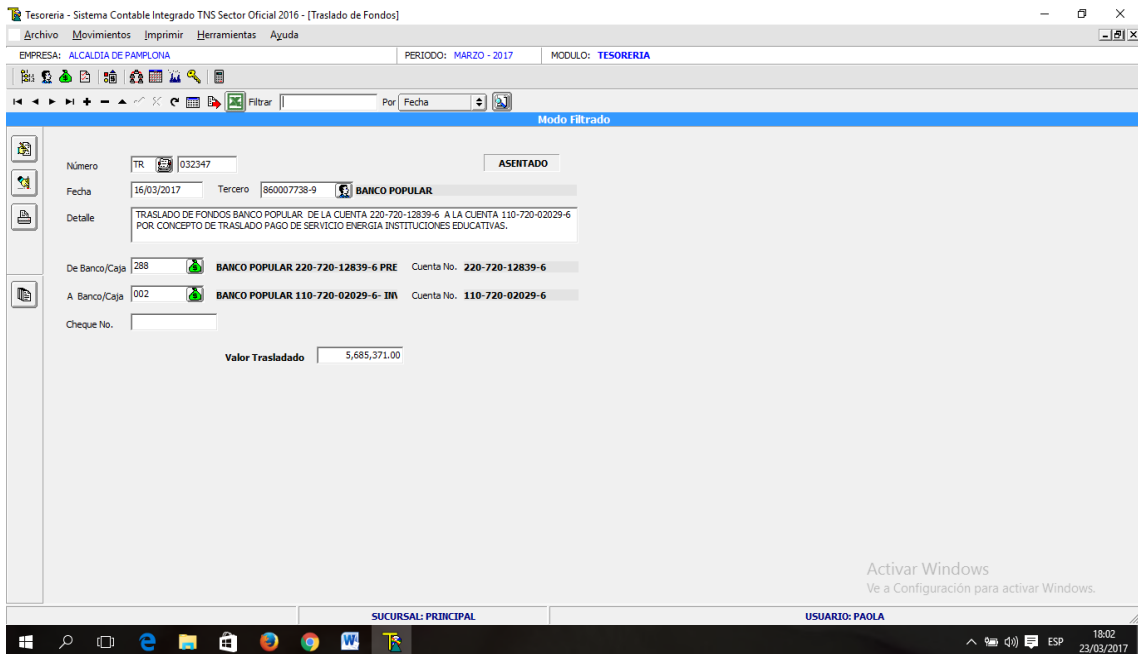 Tesoreria - Sistema Contable Integrado TNS Sector Oficial 2016 - [Traslado de Fondos]
Archivo Movimientos Imprimir Herramientas Ayuda
EMPRESA: ALCALDIA DE PAMPLONA PERIODO: MARZO - 2017 MODULO: TESORERIA
Filtrar Por Fecha
Modo Filtrado
Número TR 032347 ASENTADO
Fecha 16/03/2017 Tercero 860007738-9 BANCO POPULAR
Detalle TRASLADO DE FONDOS BANCO POPULAR DE LA CUENTA 220-720-12839-6 A LA CUENTA 110-720-02029-6
POR CONCEPTO DE TRASLADO PAGO DE SERVICIO ENERGIA INSTITUCIONES EDUCATIVAS.
De Banco/Caja 288 BANCO POPULAR 220-720-12839-6 PRE Cuenta No. 220-720-12839-6
A Banco/Caja 002 BANCO POPULAR 110-720-02029-6- Cuenta No. 110-720-02029-6
Cheque No.
Valor Trasladado 5,685,371.00
Activar Windows
Ve a Configuración para activar Windows.
SUCURSAL: PRINCIPAL USUARIO: PAOLA
ESP 18:02
23/03/2017